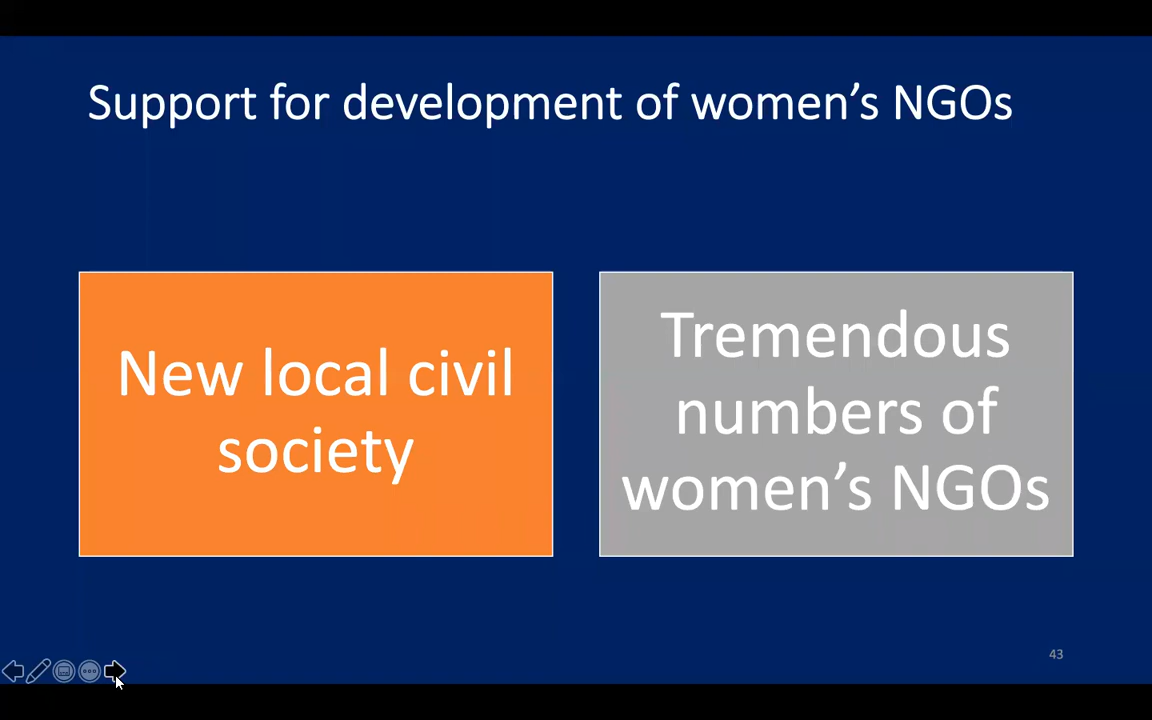 Support for development of women’s NGOs
New local civil
society
Tremendous
numbers of
women’s NGOs
43